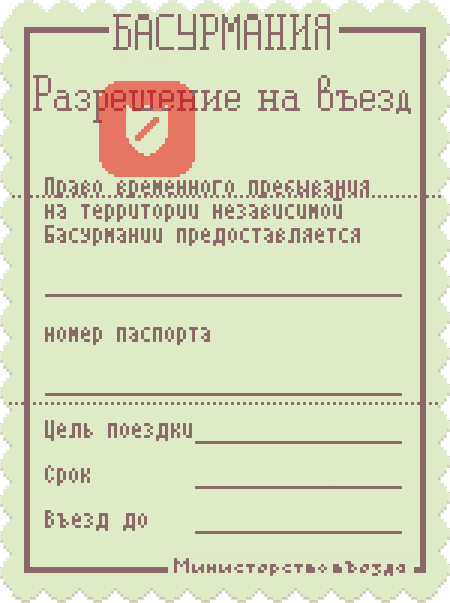 БАСУРМАНИЯ
Разрешение на въезд
Право временного пребывания
на территории независимой
Басурмании предоставляется
номер паспорта
Цель поездки
Срок
Въезд до
Министерство въезда